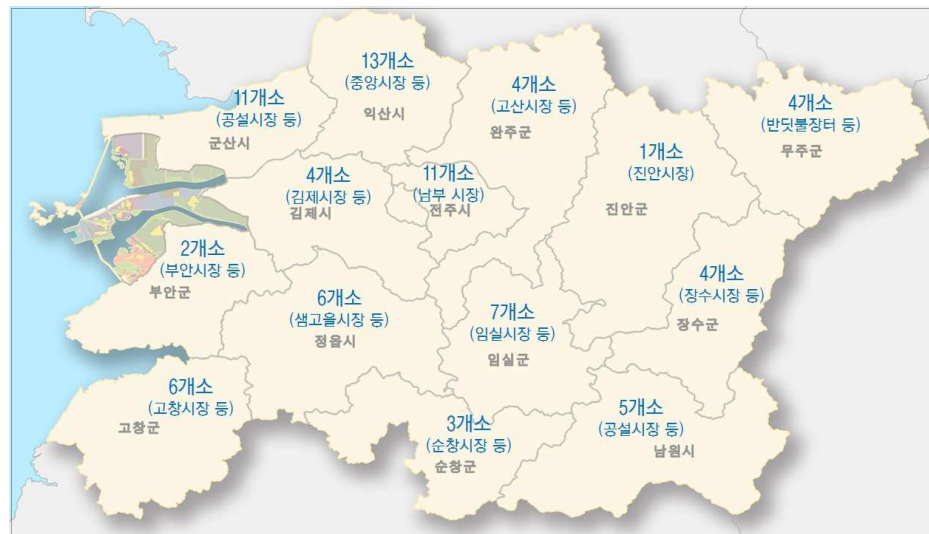 13개소
(중앙시장 등)
익산시
4개소
(고산시장 등)
완주군
11개소
(공설시장 등)
군산시
4개소
(반딧불장터 등)
무주군
1개소
(진안시장)
진안군
4개소
(김제시장 등)
김제시
11개소
(남부 시장)
전주시
2개소
(부안시장 등)
부안군
4개소
(장수시장 등)
장수군
6개소
(샘고을시장 등)
정읍시
7개소
(임실시장 등)
임실군
6개소
(고창시장 등)
고창군
3개소
(순창시장 등)
순창군
5개소
(공설시장 등)
남원시